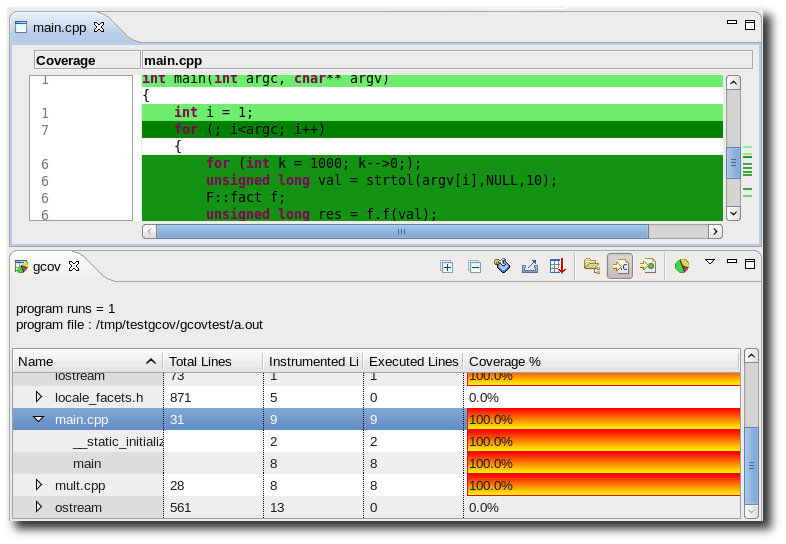 main.cpp
Coverage main.cpp
1 int main(int argc, char** argv)
{
1 int i = 1;
7 for (; i<argc; i++)
{
6 for (int k = 1000; k-->0;);
6 unsigned long val = strtol(argv[i],NULL,10);
6 F::fact f;
6 unsigned long res = f.f(val);
gcov
program runs = 1
program file : /tmp/testgcov/gcovtest/a.out
Name Total Lines Instrumented Li Executed Lines Coverage %
iostream 73 1 1 100.0%
locale_facets.h 871 5 0 0.0%
main.cpp 31 9 9 100.0%
__static_initializ 2 2 100.0%
main 8 8 100.0%
mult.cpp 28 8 8 100.0%
ostream 561 13 0 0.0%